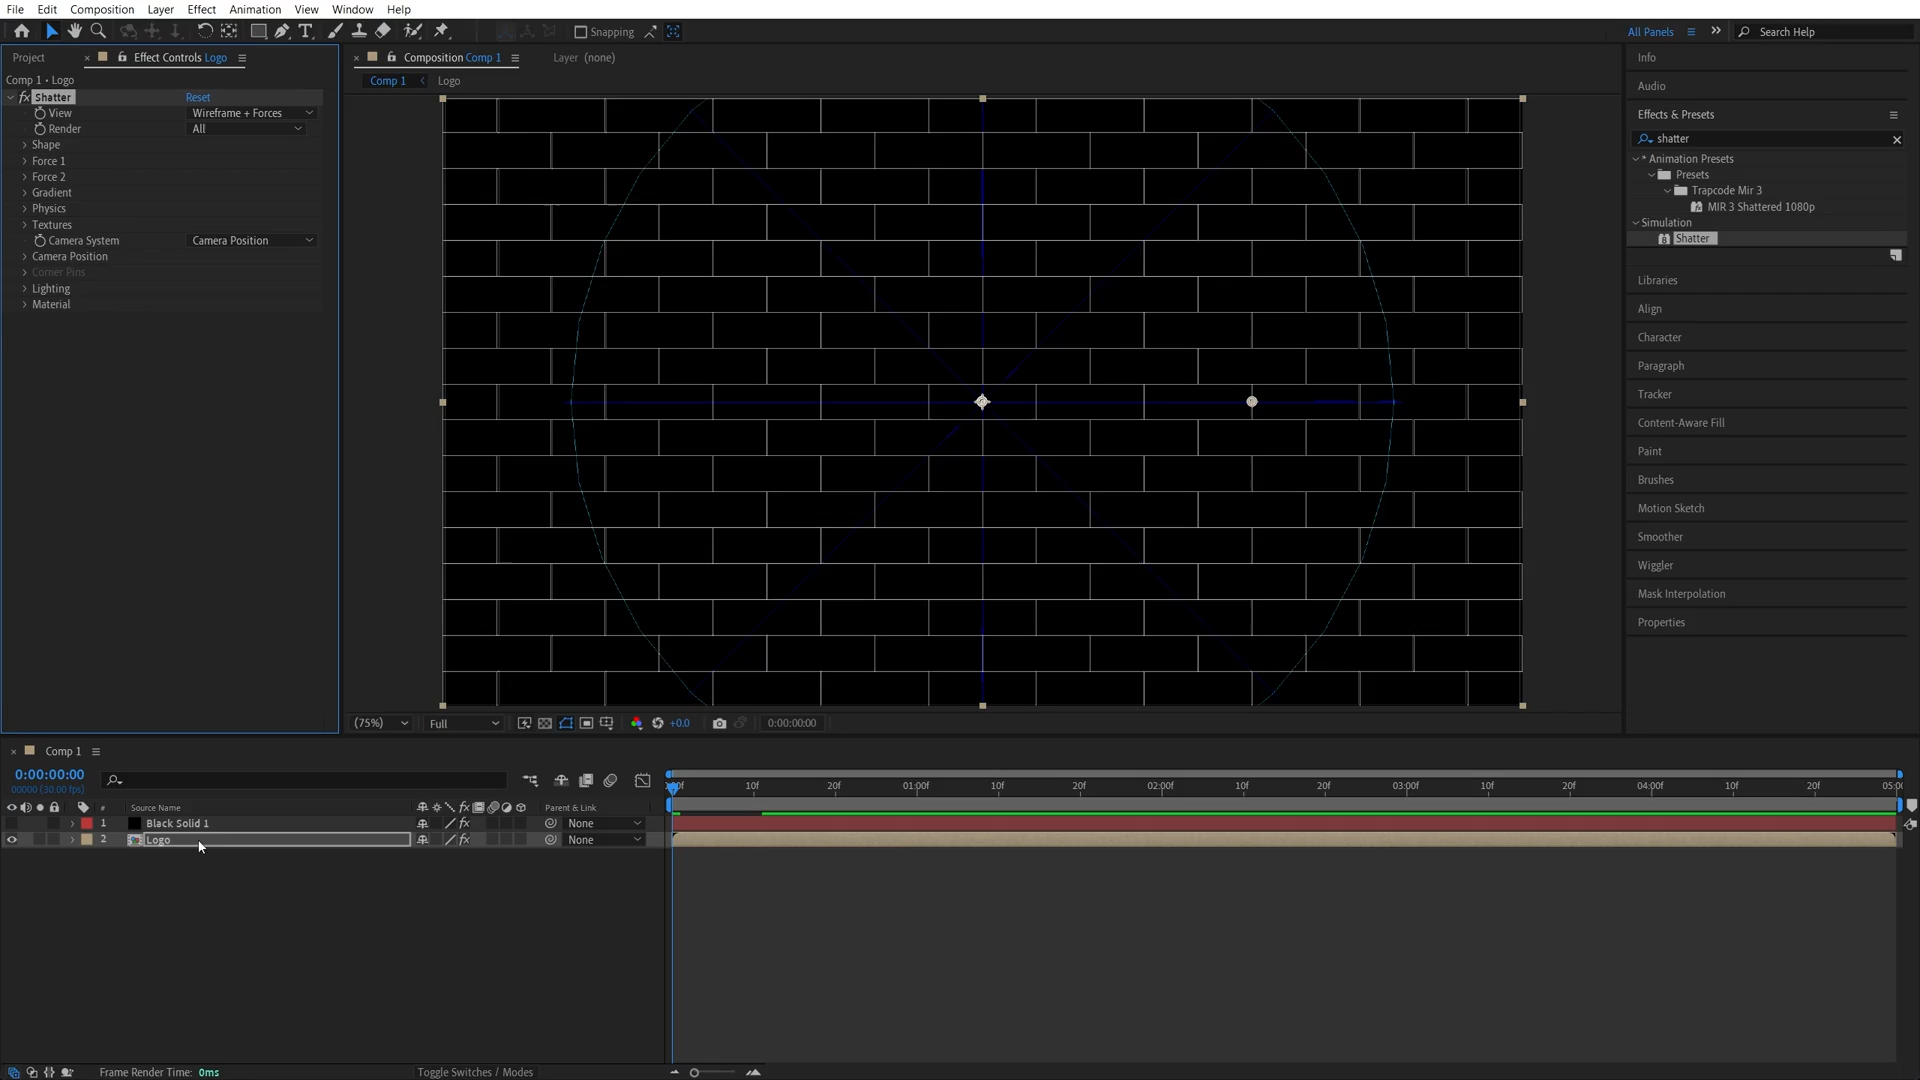 File Edit Composition Layer Effect Animation View Window Help
Snapping
All Panels
Search Help
Project
Effect Controls Logo
Composition Comp 1
Layer (none)
Info
Comp 1 • Logo
Comp 1
Logo
Audio
fx Shatter Reset
View Wireframe + Forces
Render All
Shape
Force 1
Force 2
Gradient
Physics
Textures
Camera System Camera Position
Camera Position
Corner Pins
Lighting
Material
Effects & Presets
shatter
* Animation Presets
Presets
Trapcode Mir 3
MIR 3 Shattered 1080p
Simulation
Shatter
Libraries
Align
Character
Paragraph
Tracker
Content-Aware Fill
Paint
Brushes
Motion Sketch
Smoother
Wiggler
Mask Interpolation
Properties
(75%) Full +0.0 0:00:00:00
Comp 1
0:00:00:00
00000 (30.00 fps)
10f 20f 01:00f 10f 20f 02:00f 10f 20f 03:00f 10f 20f 04:00f 10f 20f 05:00
# Source Name fx Parent & Link
1 Black Solid 1 fx None
2 Logo fx None
Frame Render Time: 0ms
Toggle Switches / Modes